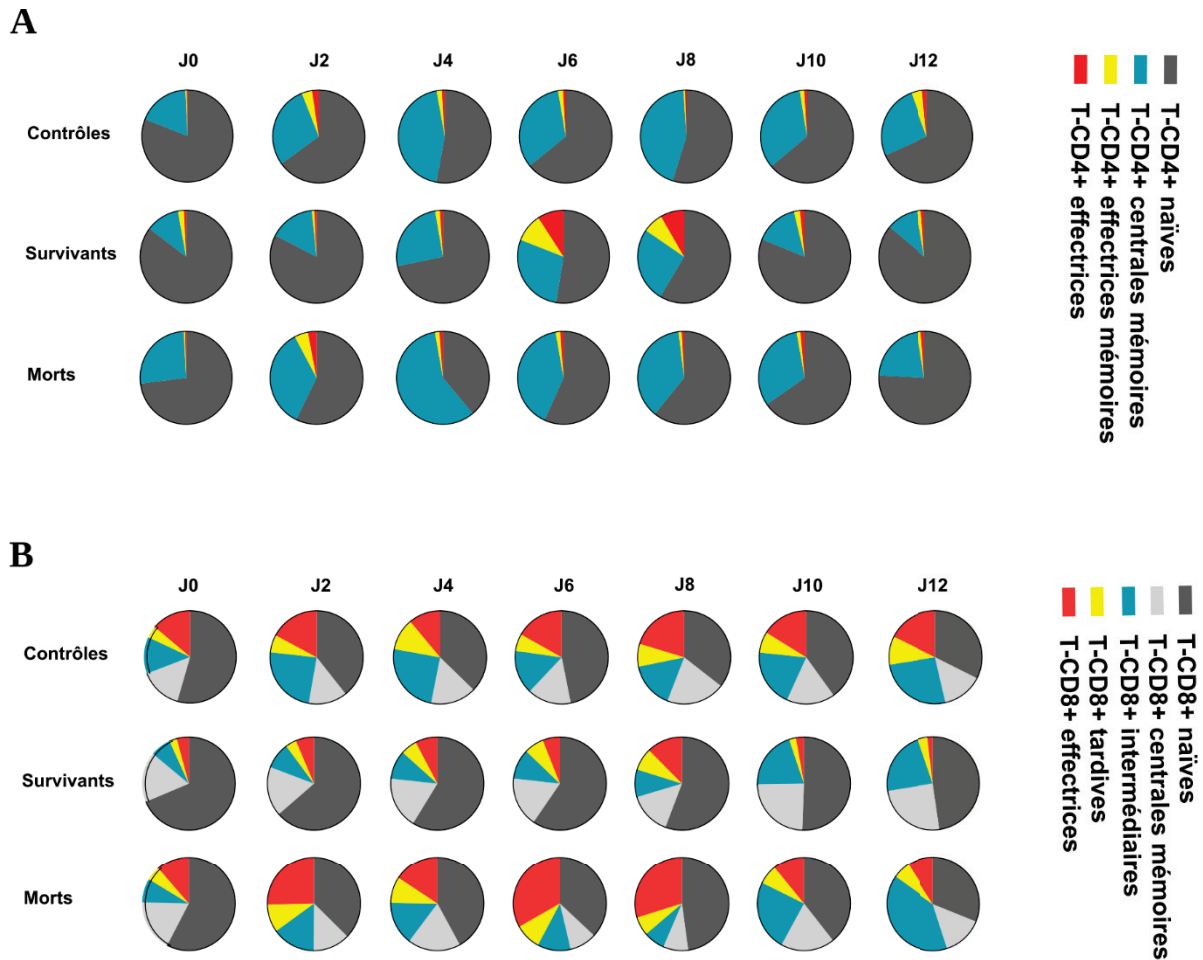 A
J0 J2 J4 J6 J8 J10 J12
Contrôles
Survivants
Morts
T-CD4+ naïves
T-CD4+ centrales mémoires
T-CD4+ effectrices mémoires
T-CD4+ effectrices
B
J0 J2 J4 J6 J8 J10 J12
Contrôles
Survivants
Morts
T-CD8+ naïves
T-CD8+ centrales mémoires
T-CD8+ intermédiaires
T-CD8+ tardives
T-CD8+ effectrices